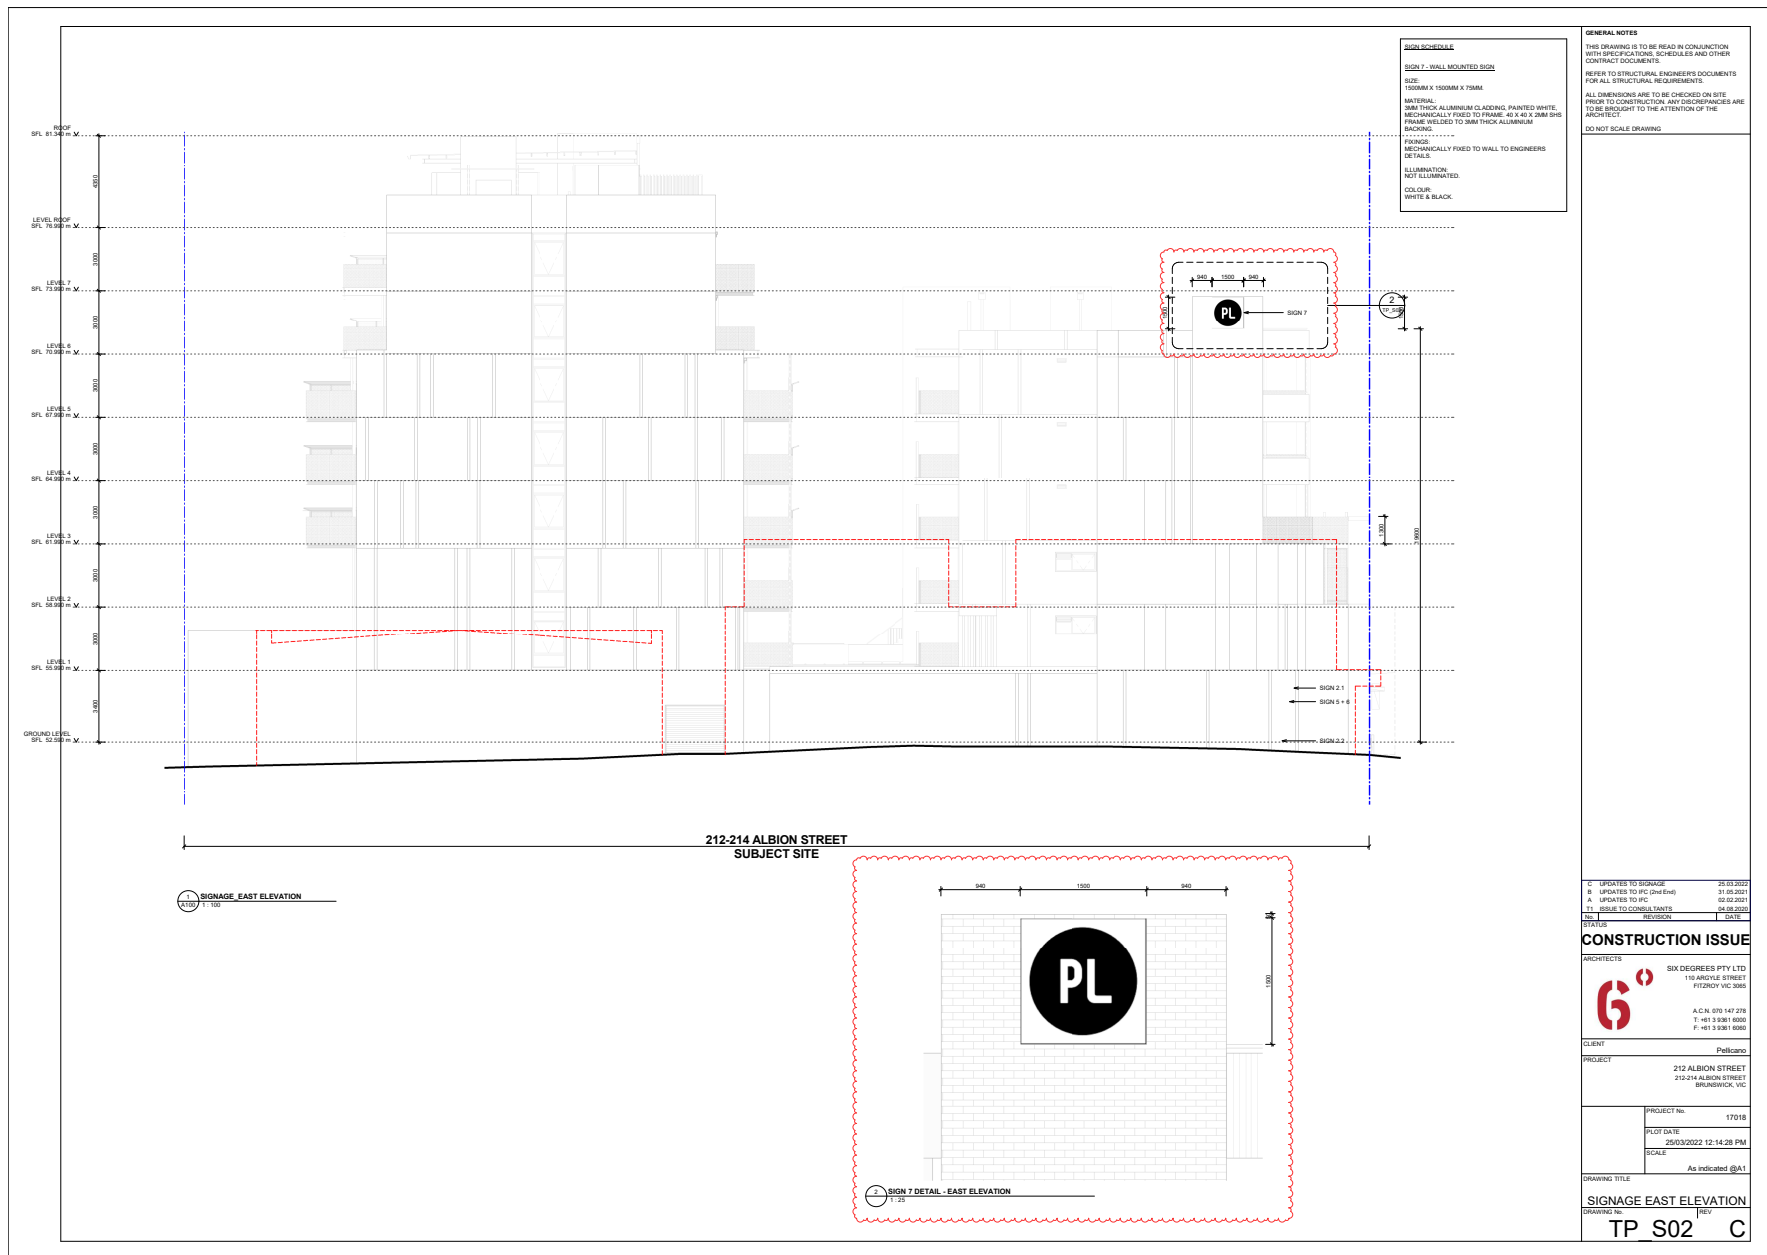 SIGN SCHEDULE
SIGN 7 - WALL MOUNTED SIGN
SIZE:
1500MM X 1500MM X 75MM.
MATERIAL:
3MM THICK ALUMINIUM CLADDING, PAINTED WHITE,
MECHANICALLY FIXED TO FRAME. 40 X 40 X 2MM SHS
FRAME WELDED TO 3MM THICK ALUMINIUM
BACKING.
FIXINGS:
MECHANICALLY FIXED TO WALL TO ENGINEERS
DETAILS.
ILLUMINATION:
NOT ILLUMINATED.
COLOUR:
WHITE & BLACK.
GENERAL NOTES
THIS DRAWING IS TO BE READ IN CONJUNCTION
WITH SPECIFICATIONS, SCHEDULES AND OTHER
CONTRACT DOCUMENTS.
REFER TO STRUCTURAL ENGINEER'S DOCUMENTS
FOR ALL STRUCTURAL REQUIREMENTS.
ALL DIMENSIONS ARE TO BE CHECKED ON SITE
PRIOR TO CONSTRUCTION. ANY DISCREPANCIES ARE
TO BE BROUGHT TO THE ATTENTION OF THE
ARCHITECT.
DO NOT SCALE DRAWING
ROOF
SFL 81.340 m
4350
LEVEL ROOF
SFL 76.990 m
3000
LEVEL 7
SFL 73.990 m
3000
LEVEL 6
SFL 70.990 m
3000
LEVEL 5
SFL 67.990 m
3000
LEVEL 4
SFL 64.990 m
3000
LEVEL 3
SFL 61.990 m
3000
LEVEL 2
SFL 58.990 m
3000
LEVEL 1
SFL 55.990 m
3400
GROUND LEVEL
SFL 52.590 m
940 1500 940
1500
PL
SIGN 7
2
1300
19600
SIGN 2.1
SIGN 5 + 6
SIGN 2.2
212-214 ALBION STREET
SUBJECT SITE
1
A100
SIGNAGE_EAST ELEVATION
1 : 100
940 1500 940
1500
PL
2
SIGN 7 DETAIL - EAST ELEVATION
1 : 25
C UPDATES TO SIGNAGE 25.03.2022
B UPDATES TO IFC (2nd End) 31.05.2021
A UPDATES TO IFC 02.02.2021
T1 ISSUE TO CONSULTANTS 04.08.2020
No. REVISION DATE
STATUS
CONSTRUCTION ISSUE
ARCHITECTS
6°
SIX DEGREES PTY LTD
110 ARGYLE STREET
FITZROY VIC 3065
A.C.N. 070 147 278
T: +61 3 9361 6000
F: +61 3 9361 6060
CLIENT
Pellicano
PROJECT
212 ALBION STREET
212-214 ALBION STREET
BRUNSWICK, VIC
PROJECT No.
17018
PLOT DATE
25/03/2022 12:14:28 PM
SCALE
As indicated @A1
DRAWING TITLE
SIGNAGE EAST ELEVATION
DRAWING No. REV
TP_S02 C